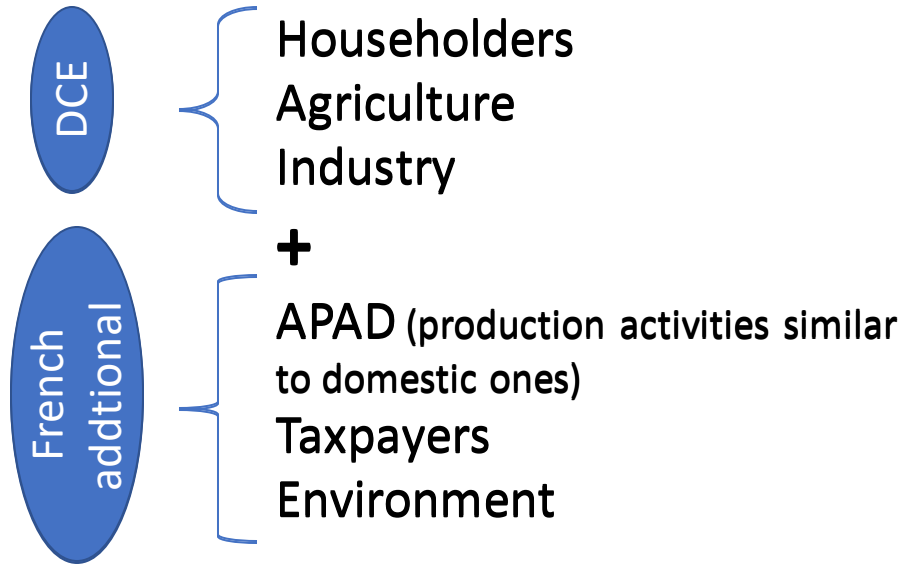 DCE
Householders
Agriculture
Industry
+
French
addtional
APAD (production activities similar
to domestic ones)
Taxpayers
Environment